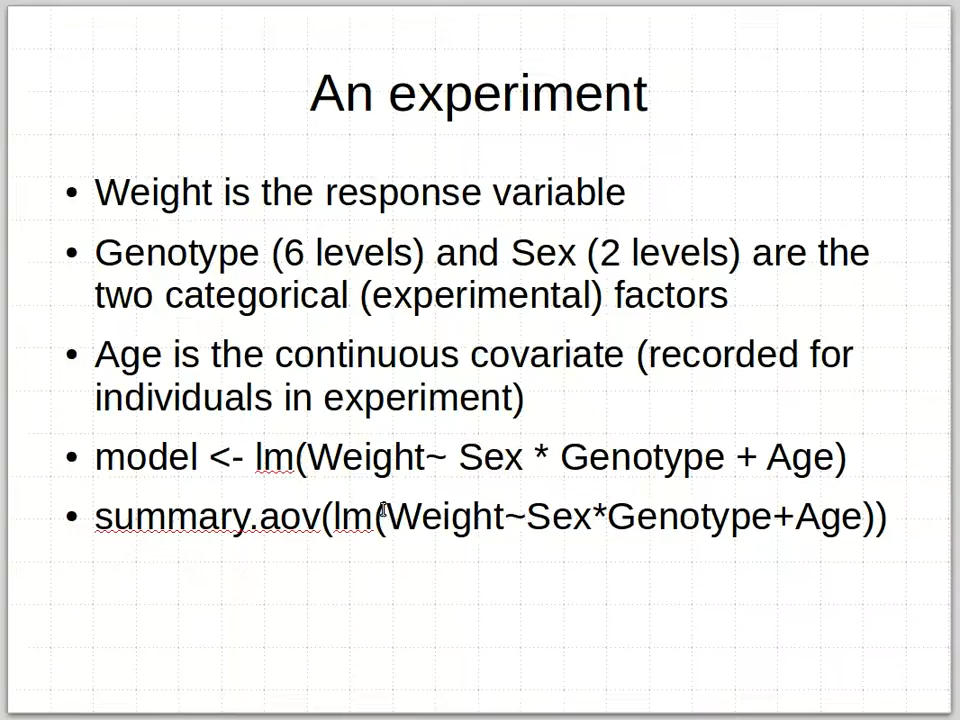 An experiment
• Weight is the response variable
• Genotype (6 levels) and Sex (2 levels) are the
two categorical (experimental) factors
• Age is the continuous covariate (recorded for
individuals in experiment)
• model <- lm(Weight~ Sex * Genotype + Age)
• summary.aov(lm(Weight~Sex*Genotype+Age))